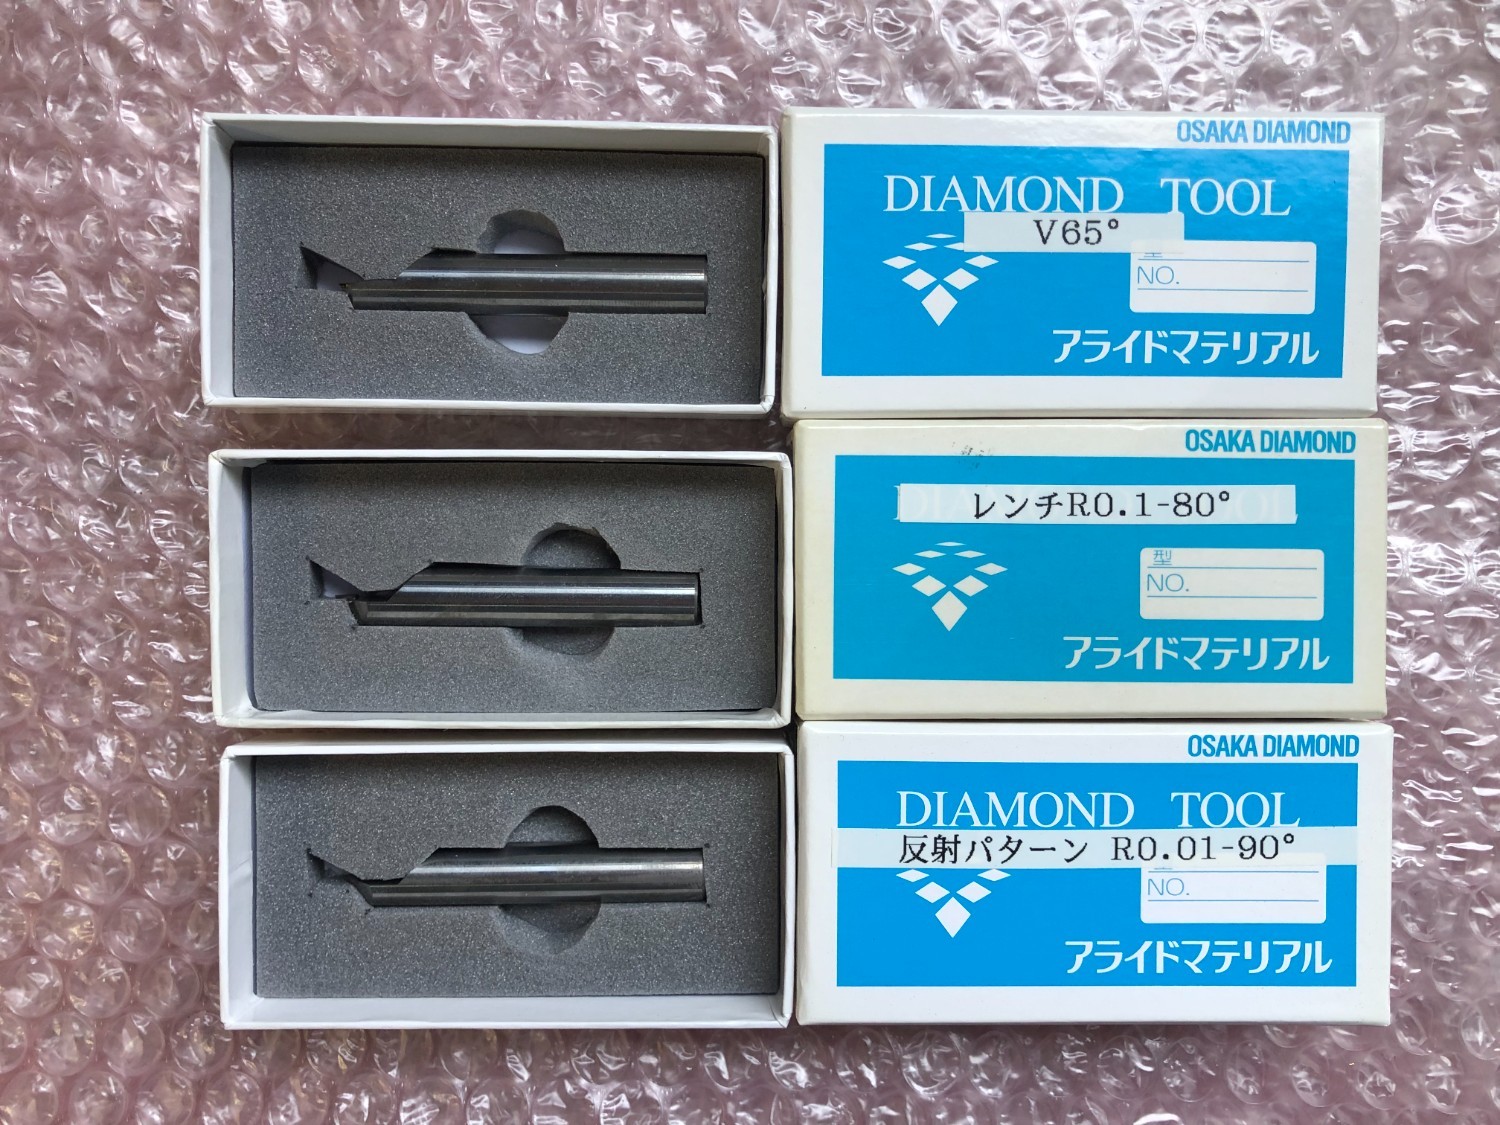 OSAKA DIAMOND
DIAMOND TOOL
V65°
NO.
アライドマテリアル
OSAKA DIAMOND
レンチR0.1-80°
型
NO.
アライドマテリアル
OSAKA DIAMOND
DIAMOND TOOL
反射パターン R0.01-90°
NO.
アライドマテリアル